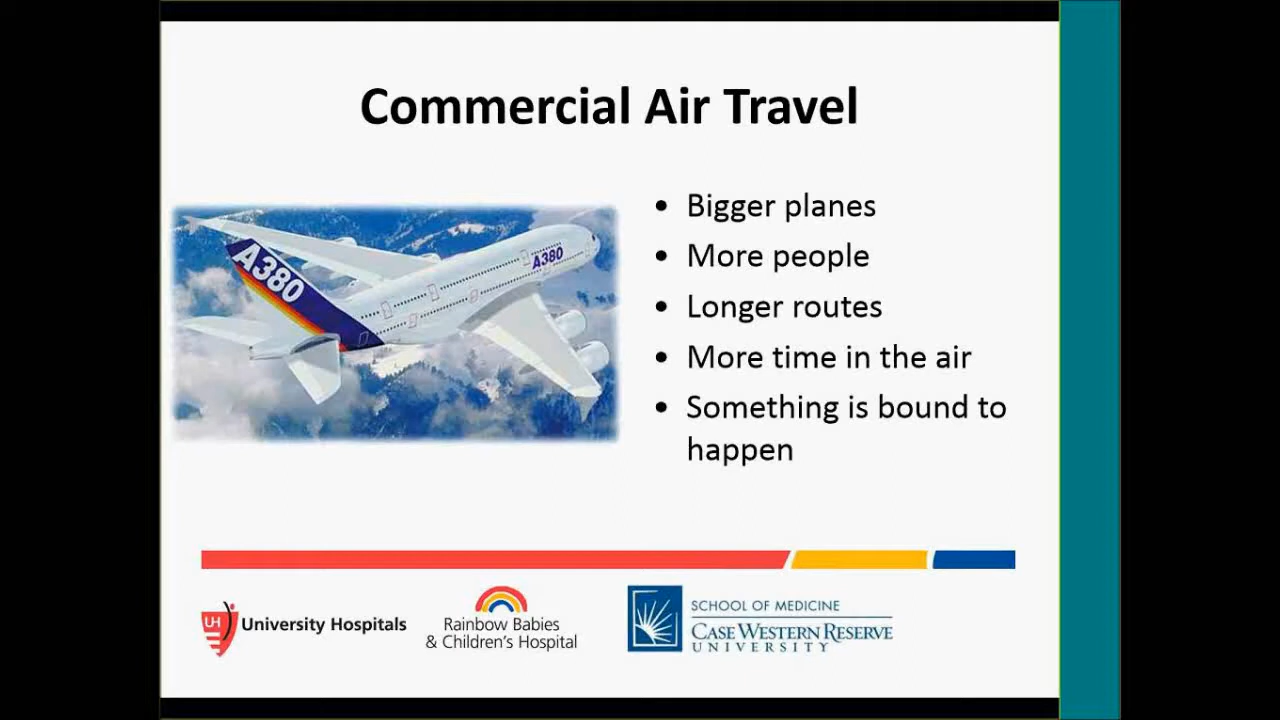 Commercial Air Travel
A380
A380
• Bigger planes
• More people
• Longer routes
• More time in the air
• Something is bound to
happen
UH University Hospitals
Rainbow Babies
& Children's Hospital
SCHOOL OF MEDICINE
CASE WESTERN RESERVE
UNIVERSITY